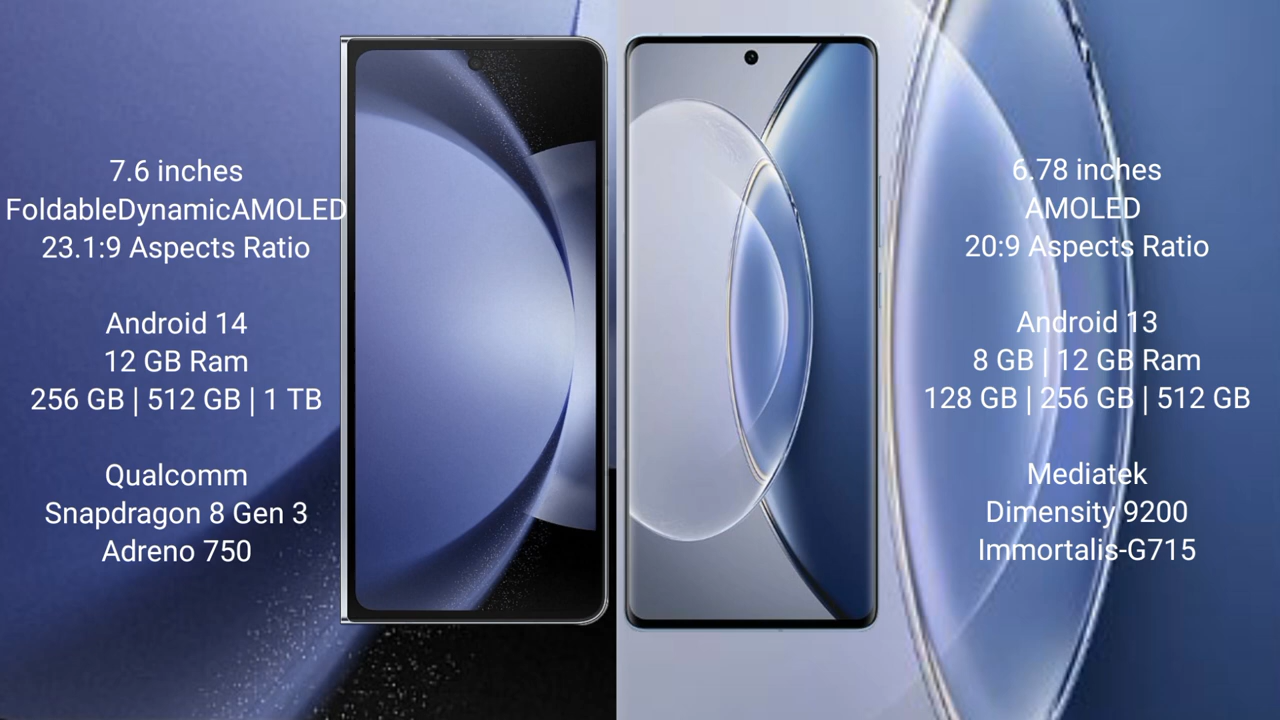 7.6 inches
FoldableDynamicAMOLED
23.1:9 Aspects Ratio
Android 14
12 GB Ram
256 GB | 512 GB | 1 TB
Qualcomm
Snapdragon 8 Gen 3
Adreno 750
6.78 inches
AMOLED
20:9 Aspects Ratio
Android 13
8 GB | 12 GB Ram
128 GB | 256 GB | 512 GB
Mediatek
Dimensity 9200
Immortalis-G715